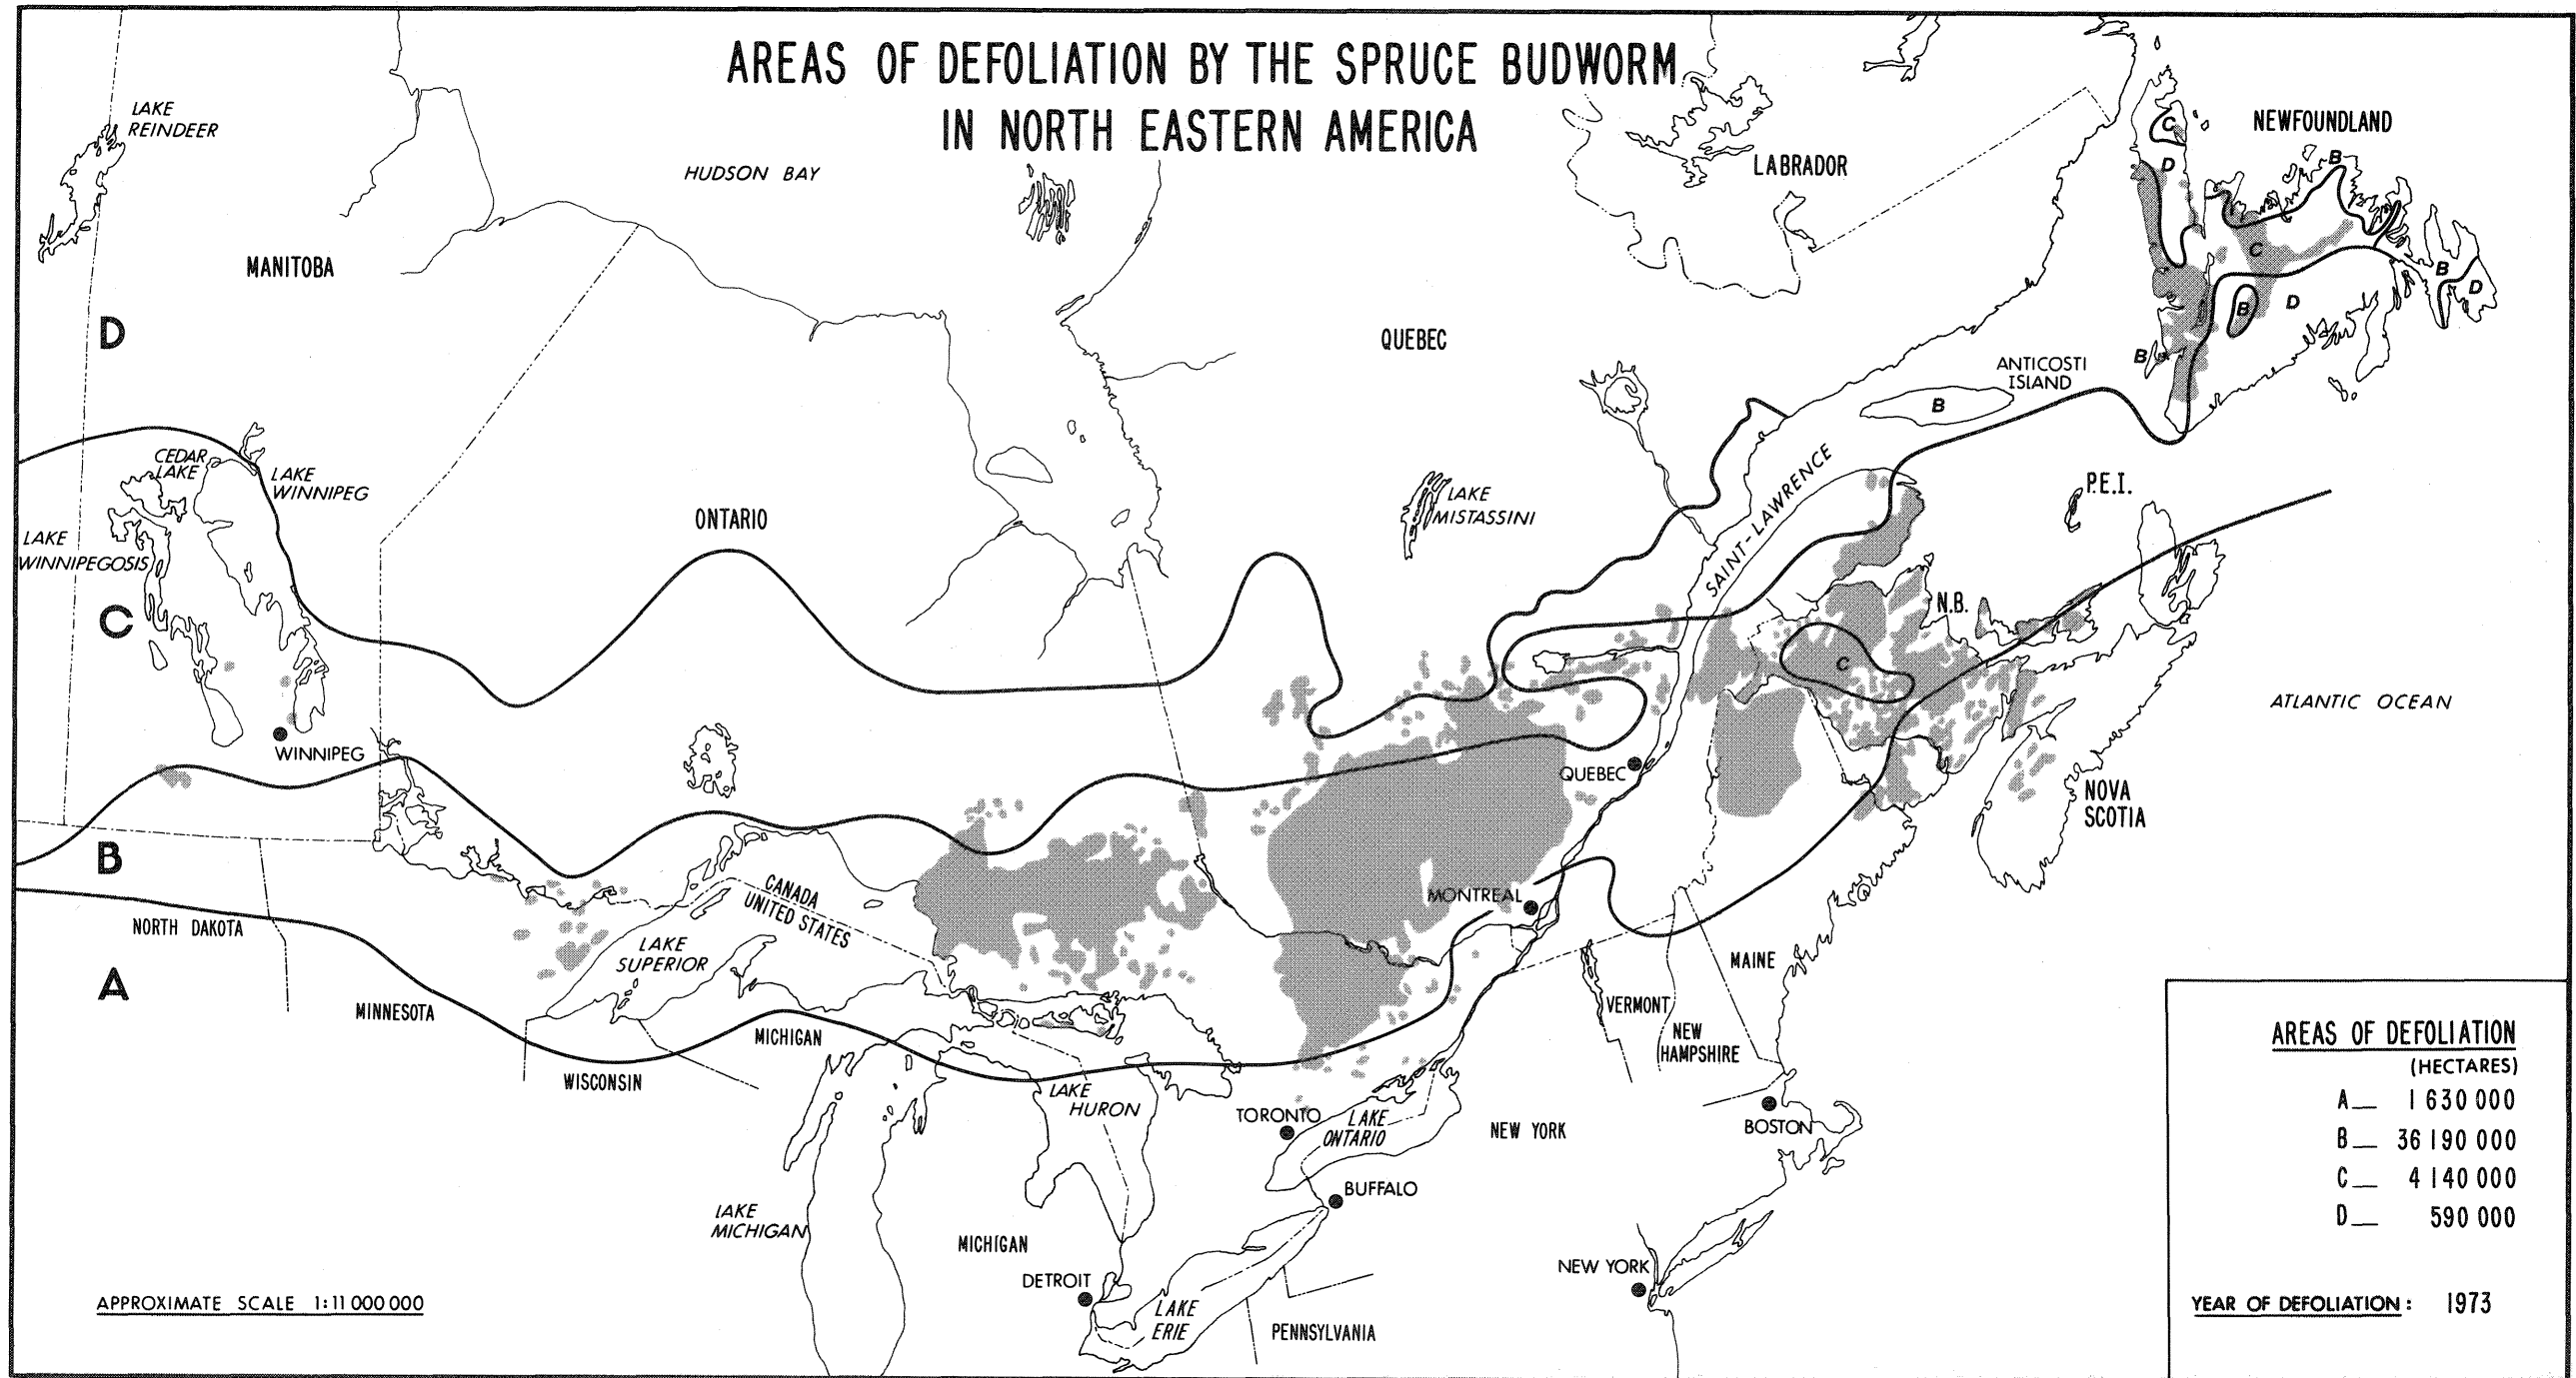 AREAS OF DEFOLIATION BY THE SPRUCE BUDWORM
IN NORTH EASTERN AMERICA
LAKE
REINDEER
HUDSON BAY
MANITOBA
LABRADOR
NEWFOUNDLAND
C
D
B
C
B
D
B
D
B
D
QUEBEC
ANTICOSTI
ISLAND
B
CEDAR
LAKE
LAKE
WINNIPEG
LAKE
WINNIPEGOSIS
ONTARIO
LAKE
MISTASSINI
SAINT-LAWRENCE
P.E.I.
C
N.B.
C
ATLANTIC OCEAN
WINNIPEG
QUEBEC
NOVA
SCOTIA
B
CANADA
UNITED STATES
MONTREAL
NORTH DAKOTA
LAKE
SUPERIOR
MAINE
A
MINNESOTA
MICHIGAN
VERMONT
NEW
HAMPSHIRE
WISCONSIN
LAKE
HURON
TORONTO
LAKE
ONTARIO
NEW YORK
BOSTON
BUFFALO
LAKE
MICHIGAN
MICHIGAN
DETROIT
LAKE
ERIE
PENNSYLVANIA
NEW YORK
APPROXIMATE SCALE 1:11 000 000
AREAS OF DEFOLIATION
(HECTARES)
A__ 1 630 000
B__ 36 190 000
C__ 4 140 000
D__ 590 000
YEAR OF DEFOLIATION: 1973